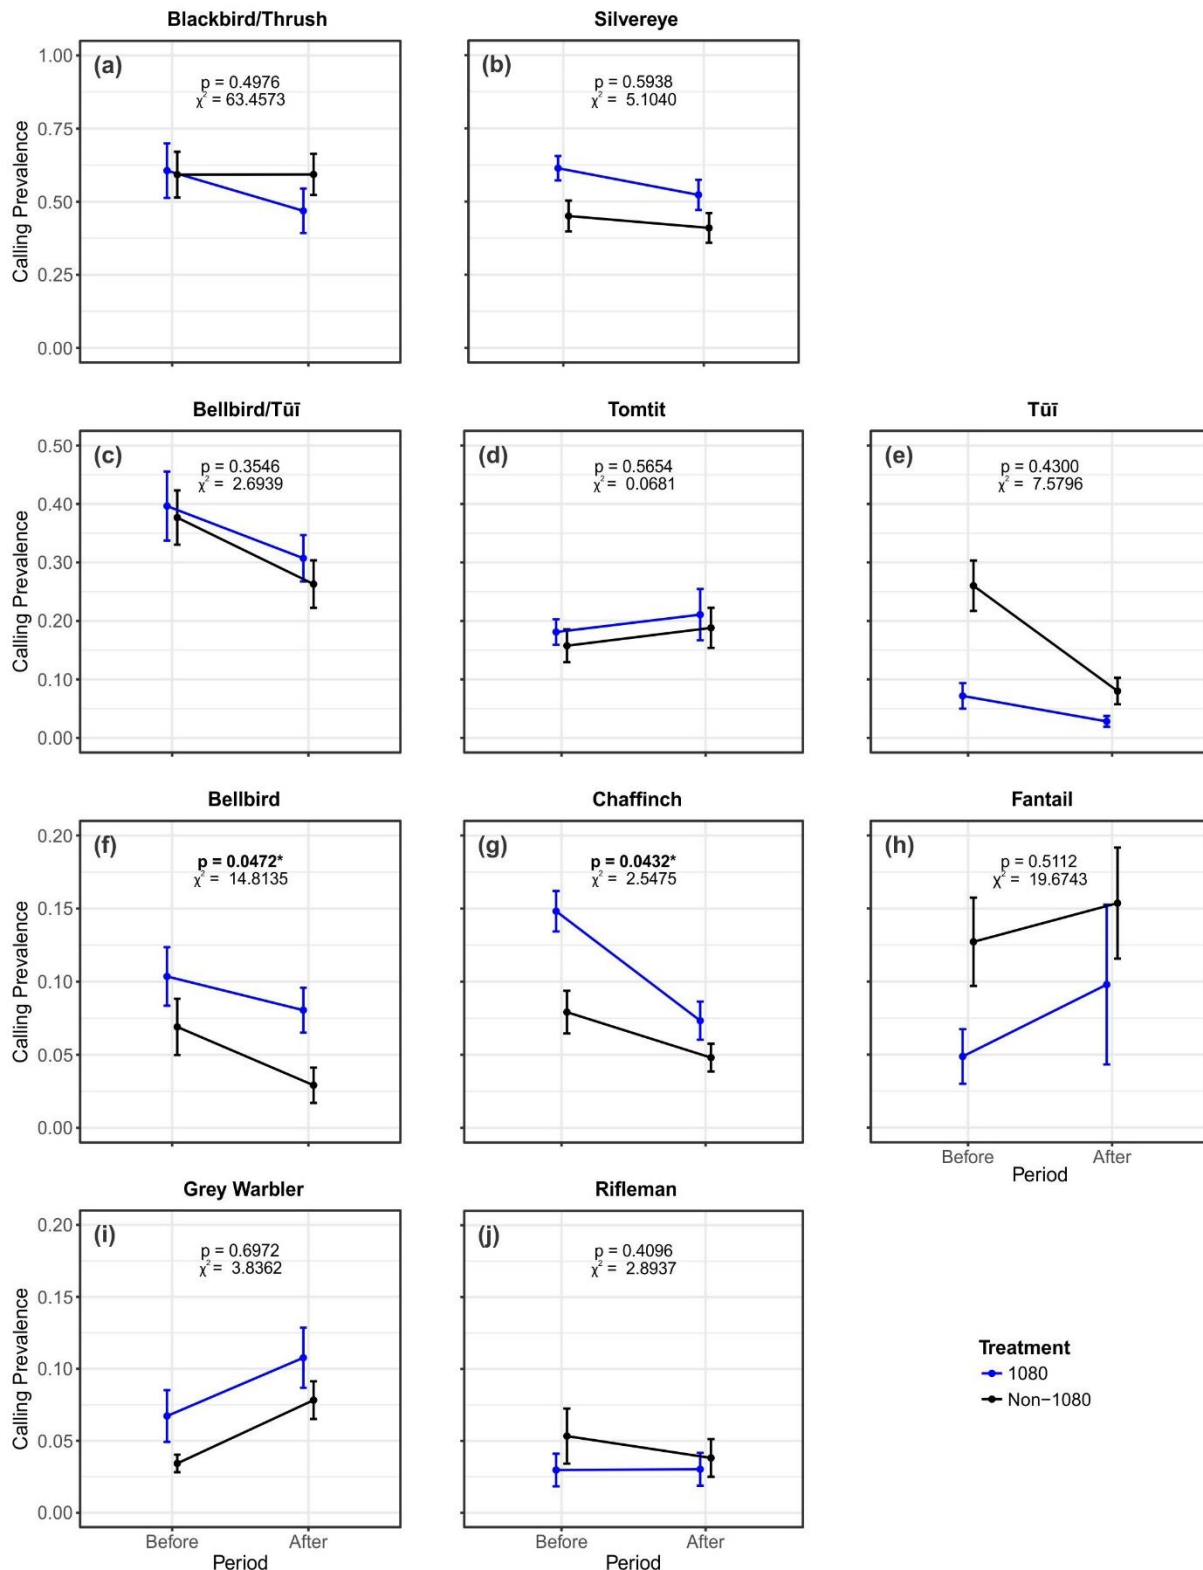 Blackbird/Thrush
Silvereye
(a)
p = 0.4976
χ² = 63.4573
(b)
p = 0.5938
χ² = 5.1040
Calling Prevalence
1.00
0.75
0.50
0.25
0.00
Bellbird/Tūī
Tomtit
Tūī
(c)
p = 0.3546
χ² = 2.6939
(d)
p = 0.5654
χ² = 0.0681
(e)
p = 0.4300
χ² = 7.5796
Calling Prevalence
0.50
0.40
0.30
0.20
0.10
0.00
Bellbird
Chaffinch
Fantail
(f)
p = 0.0472*
χ² = 14.8135
(g)
p = 0.0432*
χ² = 2.5475
(h)
p = 0.5112
χ² = 19.6743
Calling Prevalence
0.20
0.15
0.10
0.05
0.00
Before
After
Period
Grey Warbler
Rifleman
(i)
p = 0.6972
χ² = 3.8362
(j)
p = 0.4096
χ² = 2.8937
Calling Prevalence
0.20
0.15
0.10
0.05
0.00
Before
After
Period
Before
After
Period
Treatment
1080
Non−1080